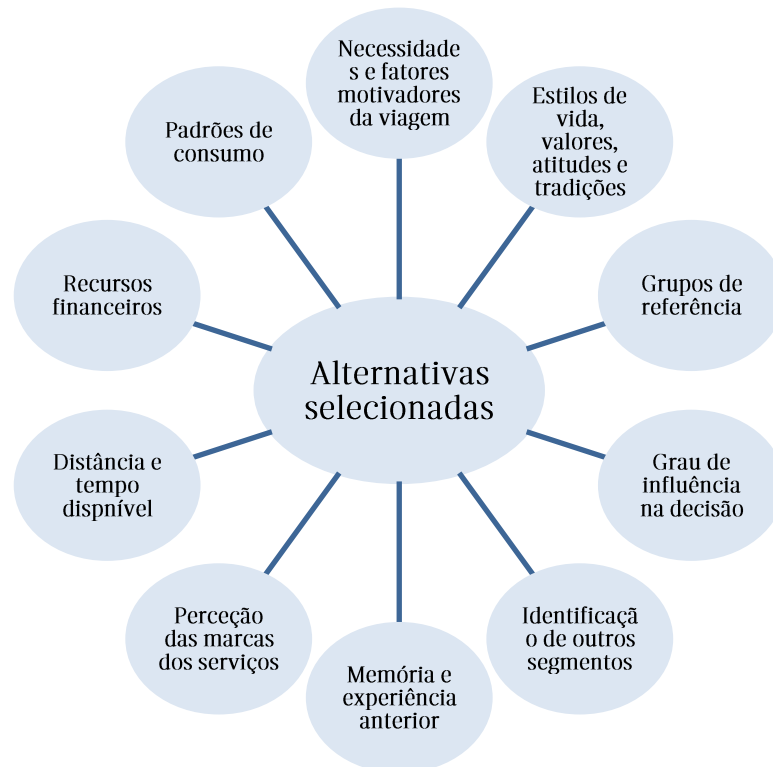 Necessidade
s e fatores
motivadores
da viagem
Estilos de
vida,
valores,
atitudes e
tradições
Grupos de
referência
Grau de
influência
na decisão
Identificaçã
o de outros
segmentos
Memória e
experiência
anterior
Perceção
das marcas
dos serviços
Distância e
tempo
dispnível
Recursos
financeiros
Padrões de
consumo
Alternativas
selecionadas